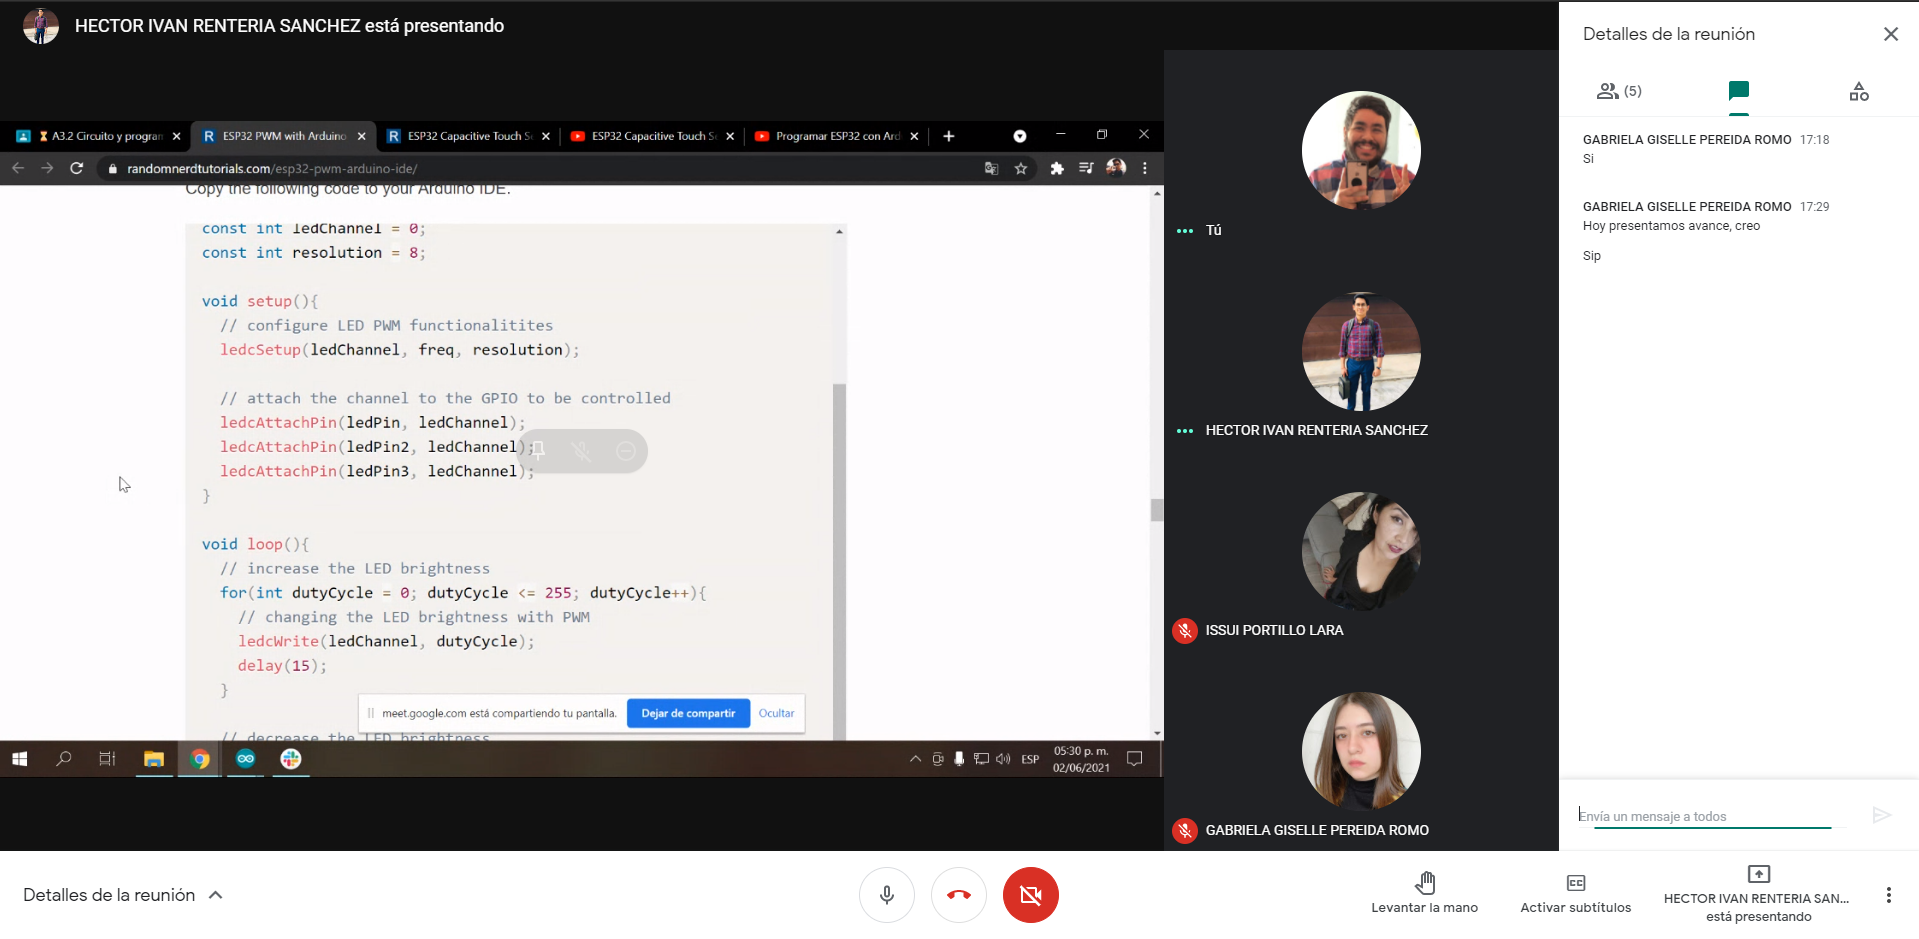 HECTOR IVAN RENTERIA SANCHEZ está presentando
A3.2 Circuito y program
ESP32 PWM with Arduino
ESP32 Capacitive Touch Se
ESP32 Capacitive Touch Se
Programar ESP32 con Ard
randomnerdtutorials.com/esp32-pwm-arduino-ide/
Copy the following code to your Arduino IDE.
const int ledChannel = 0;
const int resolution = 8;
void setup(){
// configure LED PWM functionalitites
ledcSetup(ledChannel, freq, resolution);
// attach the channel to the GPIO to be controlled
ledcAttachPin(ledPin, ledChannel);
ledcAttachPin(ledPin2, ledChannel);
ledcAttachPin(ledPin3, ledChannel);
}
void loop(){
// increase the LED brightness
for(int dutyCycle = 0; dutyCycle <= 255; dutyCycle++){
// changing the LED brightness with PWM
ledcWrite(ledChannel, dutyCycle);
delay(15);
}
// decrease the LED brightness
meet.google.com está compartiendo tu pantalla.
Dejar de compartir
Ocultar
ESP
05:30 p. m.
02/06/2021
Tú
HECTOR IVAN RENTERIA SANCHEZ
ISSUI PORTILLO LARA
GABRIELA GISELLE PEREIDA ROMO
Detalles de la reunión
(5)
GABRIELA GISELLE PEREIDA ROMO 17:18
Si
GABRIELA GISELLE PEREIDA ROMO 17:29
Hoy presentamos avance, creo
Sip
Envía un mensaje a todos
Detalles de la reunión
Levantar la mano
Activar subtítulos
HECTOR IVAN RENTERIA SAN...
está presentando